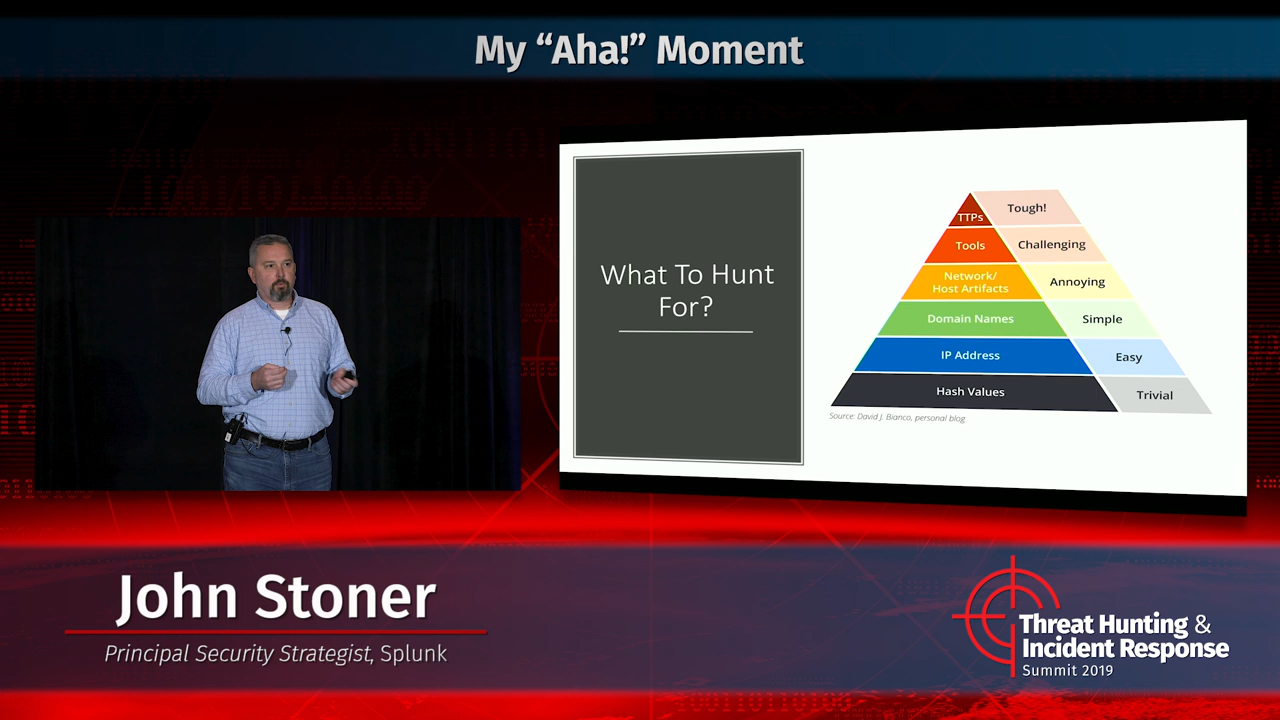 My “Aha!” Moment
What To Hunt
For?
TTPs
Tough!
Tools
Challenging
Network/
Host Artifacts
Annoying
Domain Names
Simple
IP Address
Easy
Hash Values
Trivial
Source: David J. Bianco, personal blog
John Stoner
Principal Security Strategist, Splunk
Threat Hunting &
Incident Response
Summit 2019